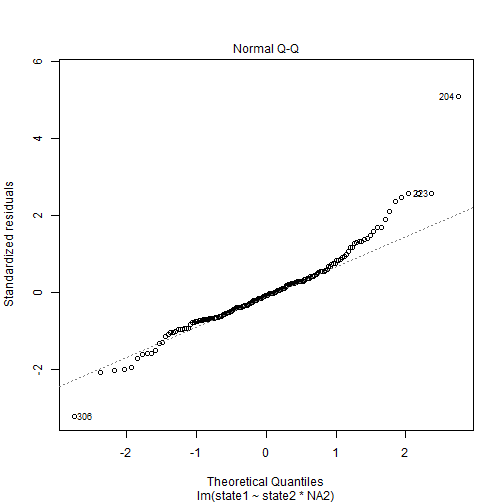 Normal Q-Q
Standardized residuals
6
4
2
0
-2
204
223
306
-2 -1 0 1 2
Theoretical Quantiles
lm(state1 ~ state2 * NA2)